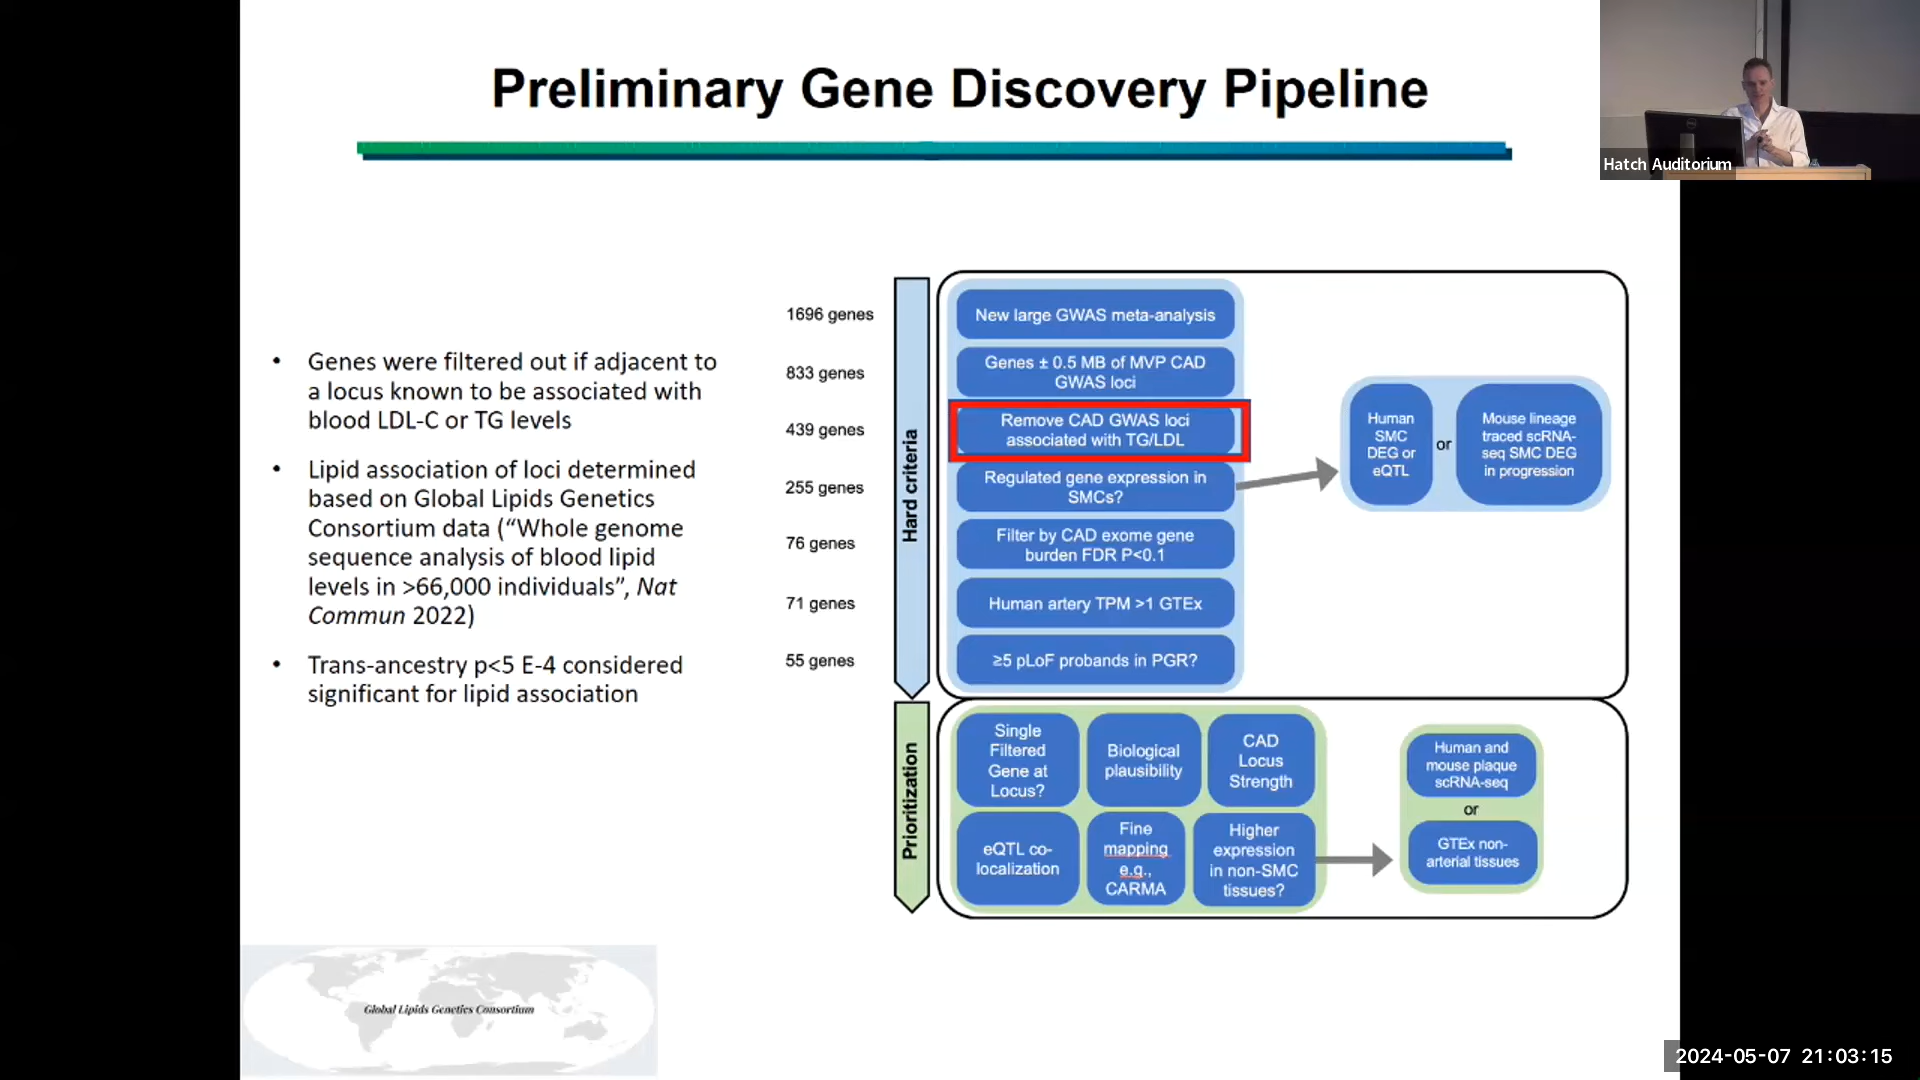 Preliminary Gene Discovery Pipeline
Hatch Auditorium
• Genes were filtered out if adjacent to
a locus known to be associated with
blood LDL-C or TG levels
• Lipid association of loci determined
based on Global Lipids Genetics
Consortium data (“Whole genome
sequence analysis of blood lipid
levels in >66,000 individuals”, Nat
Commun 2022)
• Trans-ancestry p<5 E-4 considered
significant for lipid association
1696 genes
833 genes
439 genes
255 genes
76 genes
71 genes
55 genes
Hard criteria
New large GWAS meta-analysis
Genes ± 0.5 MB of MVP CAD
GWAS loci
Remove CAD GWAS loci
associated with TG/LDL
Regulated gene expression in
SMCs?
Filter by CAD exome gene
burden FDR P<0.1
Human artery TPM >1 GTEx
≥5 pLoF probands in PGR?
Human
SMC
DEG or
eQTL
or
Mouse lineage
traced scRNA-
seq SMC DEG
in progression
Prioritization
Single
Filtered
Gene at
Locus?
Biological
plausibility
CAD
Locus
Strength
eQTL co-
localization
Fine
mapping
e.g.,
CARMA
Higher
expression
in non-SMC
tissues?
Human and
mouse plaque
scRNA-seq
or
GTEx non-
arterial tissues
Global Lipids Genetics Consortium
2024-05-07 21:03:15